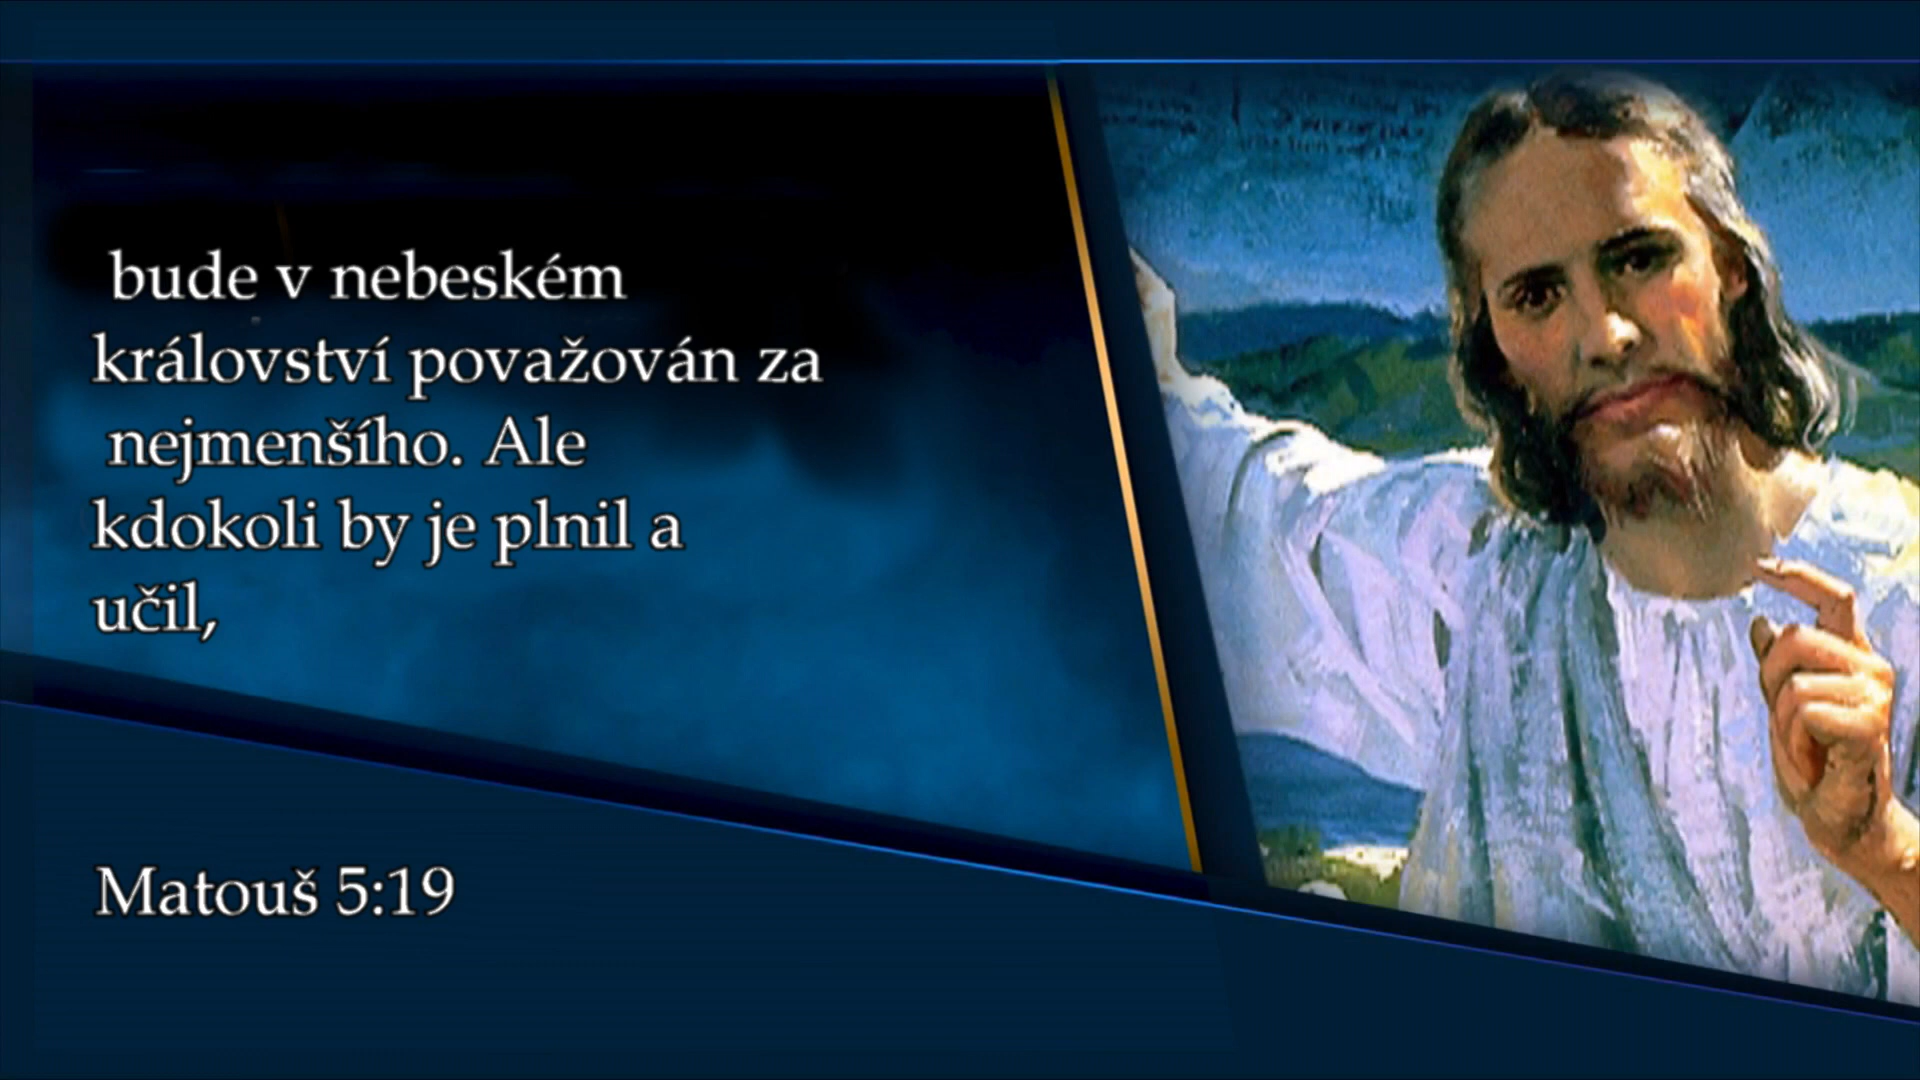 bude v nebeském
království považován za
nejmenšího. Ale
kdokoli by je plnil a
učil,
Matouš 5:19